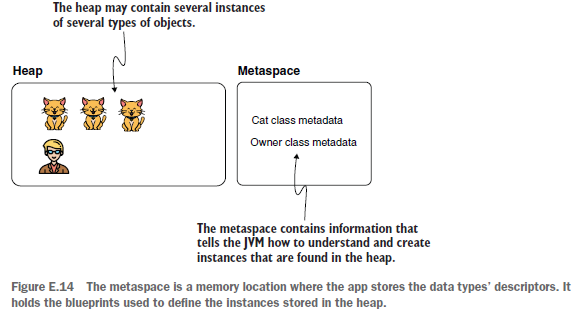 The heap may contain several instances
of several types of objects.
Heap
Metaspace
Cat class metadata
Owner class metadata
The metaspace contains information that
tells the JVM how to understand and create
instances that are found in the heap.
Figure E.14 The metaspace is a memory location where the app stores the data types’ descriptors. It
holds the blueprints used to define the instances stored in the heap.